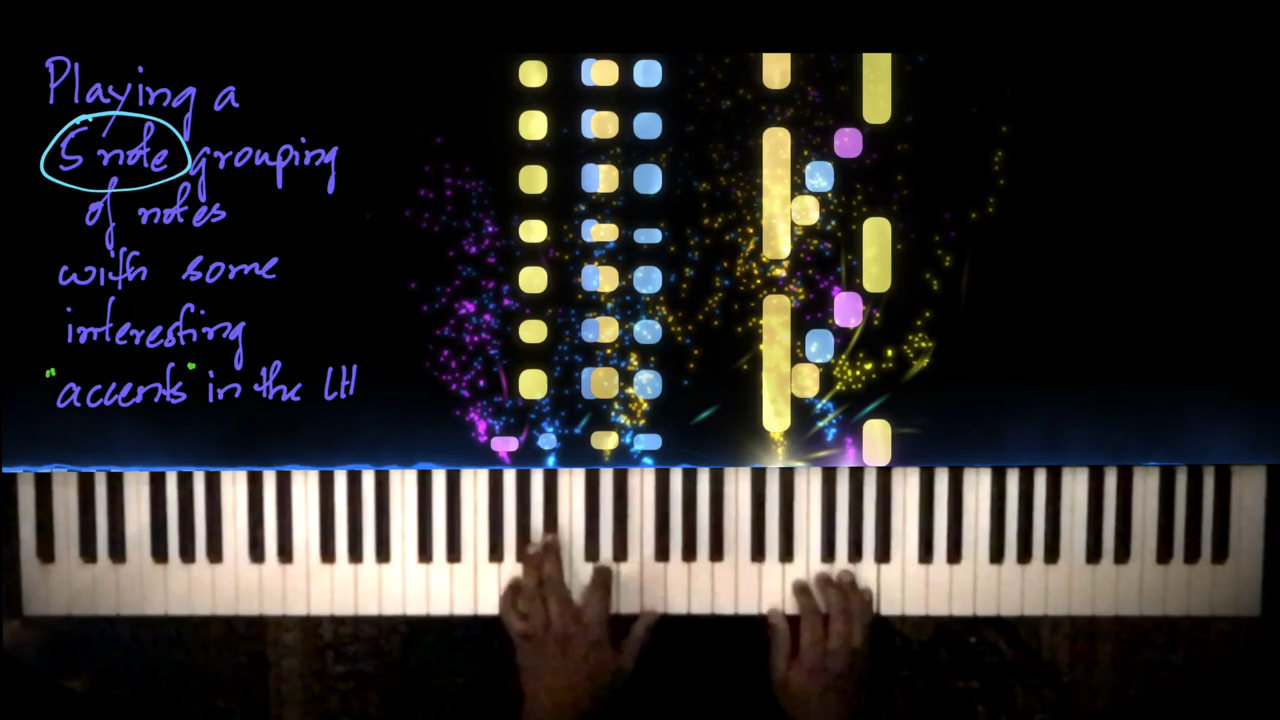 Playing a
5 note grouping
of notes
with some
interesting
"accents" in the LH